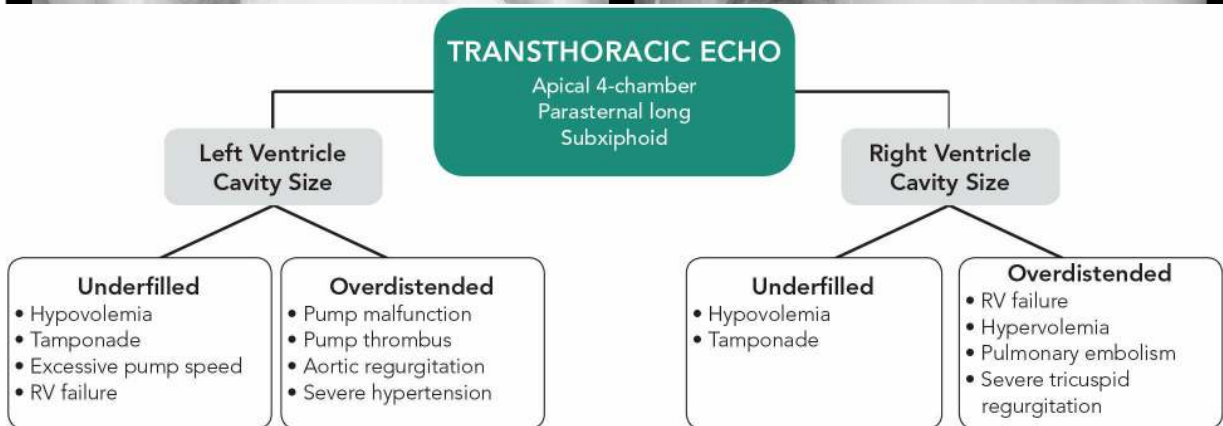 TRANSTHORACIC ECHO
Apical 4-chamber
Parasternal long
Subxiphoid
Left Ventricle
Cavity Size
Right Ventricle
Cavity Size
Underfilled
• Hypovolemia
• Tamponade
• Excessive pump speed
• RV failure
Overdistended
• Pump malfunction
• Pump thrombus
• Aortic regurgitation
• Severe hypertension
Underfilled
• Hypovolemia
• Tamponade
Overdistended
• RV failure
• Hypervolemia
• Pulmonary embolism
• Severe tricuspid
regurgitation